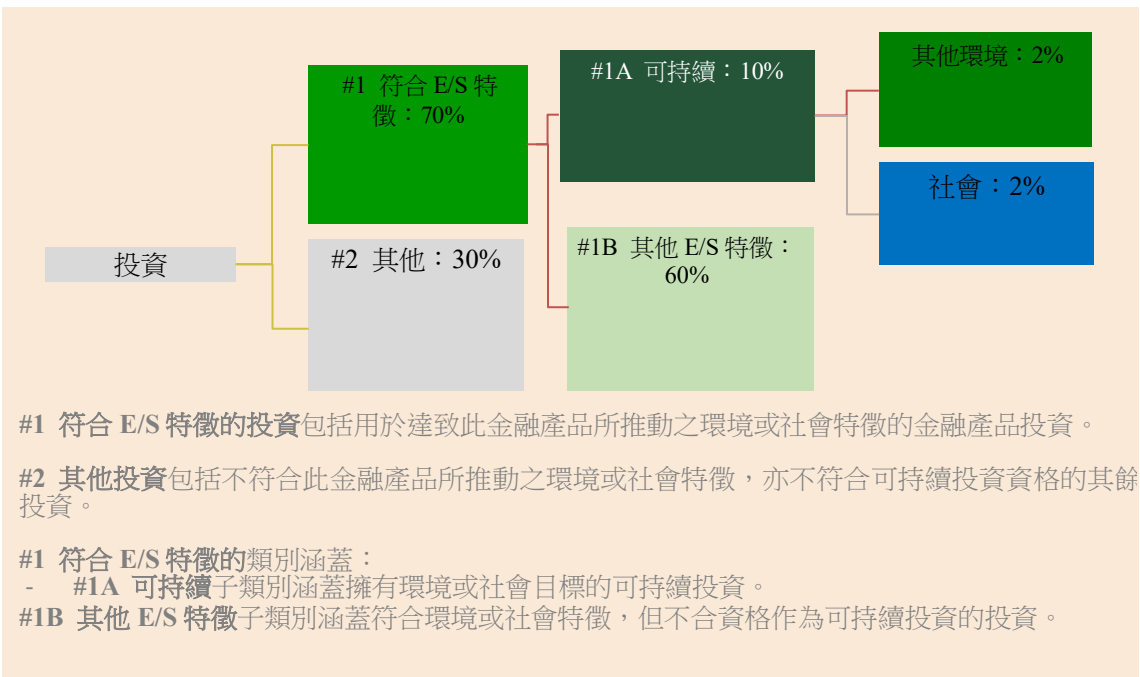 投資
#1 符合 E/S 特
徵：70%
#2 其他：30%
#1A 可持續：10%
#1B 其他 E/S 特徵：
60%
其他環境：2%
社會：2%
#1 符合 E/S 特徵的投資包括用於達致此金融產品所推動之環境或社會特徵的金融產品投資。
#2 其他投資包括不符合此金融產品所推動之環境或社會特徵，亦不符合可持續投資資格的其餘
投資。
#1 符合 E/S 特徵的類別涵蓋：
- #1A 可持續子類別涵蓋擁有環境或社會目標的可持續投資。
#1B 其他 E/S 特徵子類別涵蓋符合環境或社會特徵，但不合資格作為可持續投資的投資。